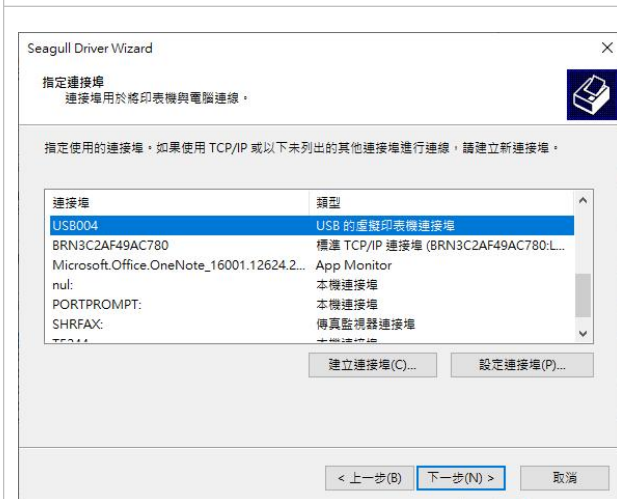 Seagull Driver Wizard
指定連接埠
連接埠用於將印表機與電腦連線。
指定使用的連接埠。如果使用 TCP/IP 或以下未列出的其他連接埠進行連線，請建立新連接埠。
連接埠 類型
USB004 USB 的虛擬印表機連接埠
BRN3C2AF49AC780 標準 TCP/IP 連接埠 (BRN3C2AF49AC780:L...
Microsoft.Office.OneNote_16001.12624.2... App Monitor
nul: 本機連接埠
PORTPROMPT: 本機連接埠
SHRFAX: 傳真監視器連接埠
建立連接埠(C)... 設定連接埠(P)...
< 上一步(B) 下一步(N) > 取消